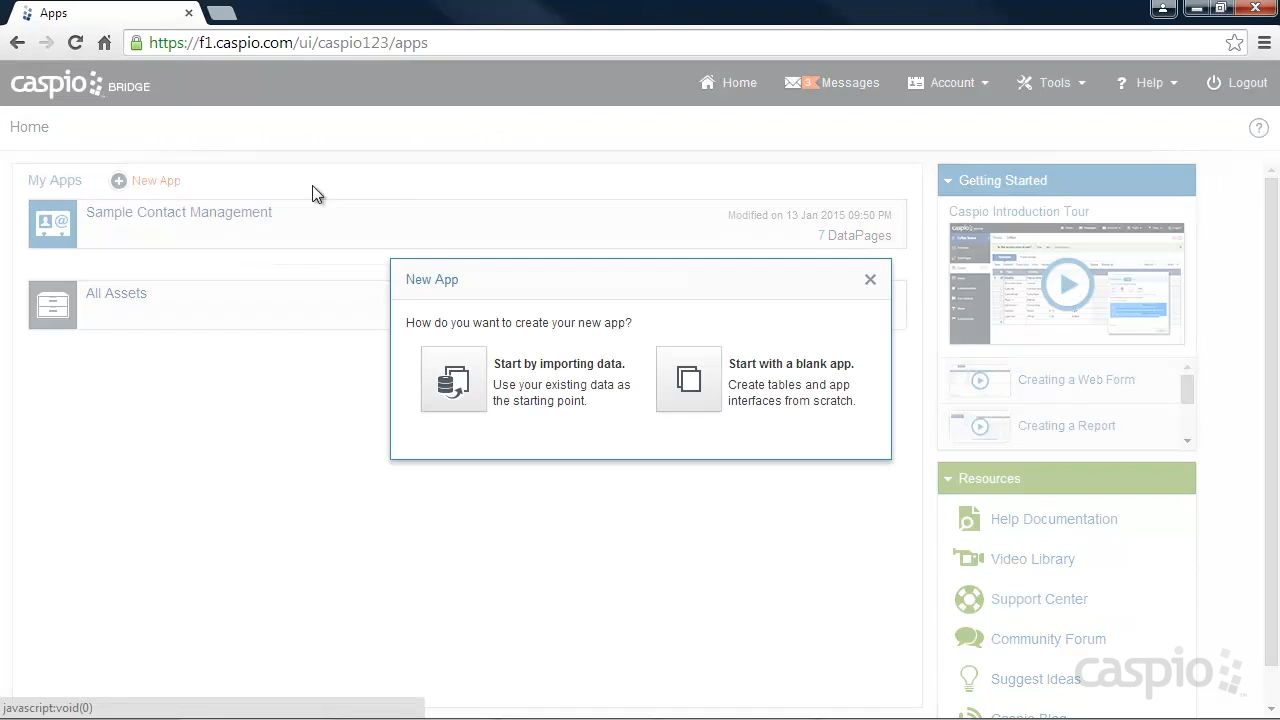 Apps
https://f1.caspio.com/ui/caspio123/apps
caspio BRIDGE
Home
3 Messages
Account
Tools
? Help
Logout
Home
?
My Apps
New App
Sample Contact Management
Modified on 13 Jan 2015 09:50 PM
7 DataPages
All Assets
New App
How do you want to create your new app?
Start by importing data.
Use your existing data as
the starting point.
Start with a blank app.
Create tables and app
interfaces from scratch.
Getting Started
Caspio Introduction Tour
Creating a Web Form
Creating a Report
Resources
Help Documentation
Video Library
Support Center
Community Forum
Suggest Ideas
Caspio Blog
caspio
javascript:void(0)